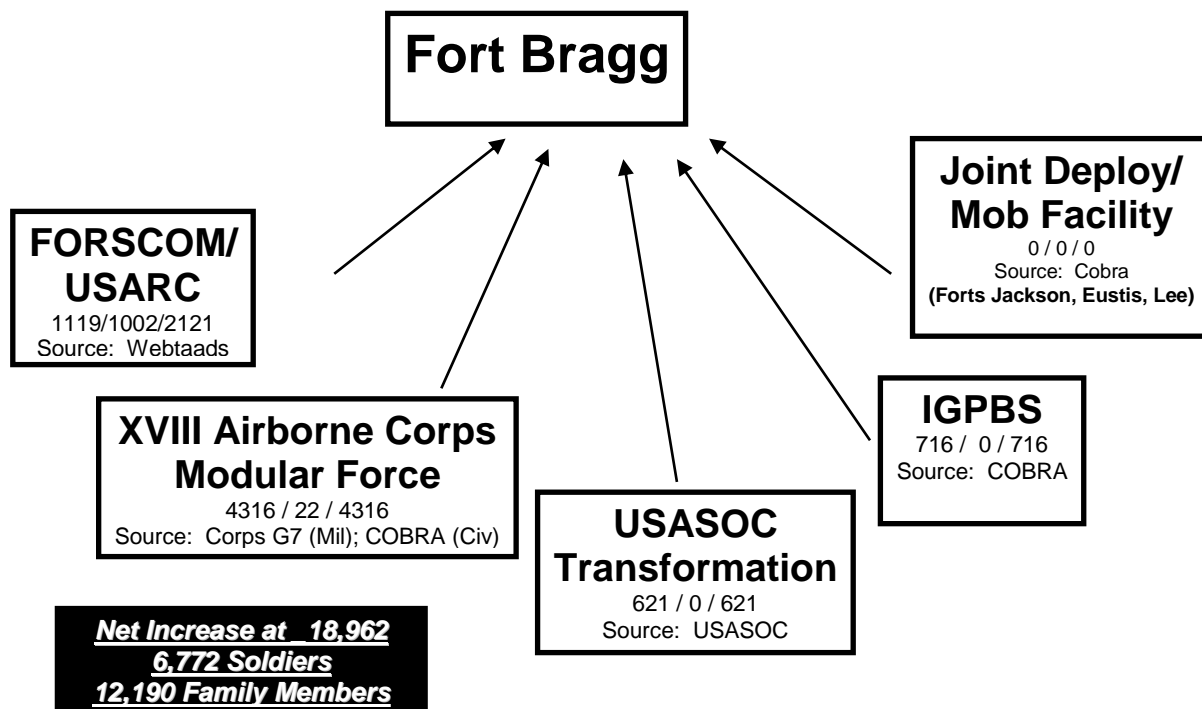 Fort Bragg
FORSCOM/
USARC
1119/1002/2121
Source: Webtaads
XVIII Airborne Corps
Modular Force
4316 / 22 / 4316
Source: Corps G7 (Mil); COBRA (Civ)
USASOC
Transformation
621 / 0 / 621
Source: USASOC
IGPBS
716 / 0 / 716
Source: COBRA
Joint Deploy/
Mob Facility
0 / 0 / 0
Source: Cobra
(Forts Jackson, Eustis, Lee)
Net Increase at _18,962
6,772 Soldiers
12,190 Family Members